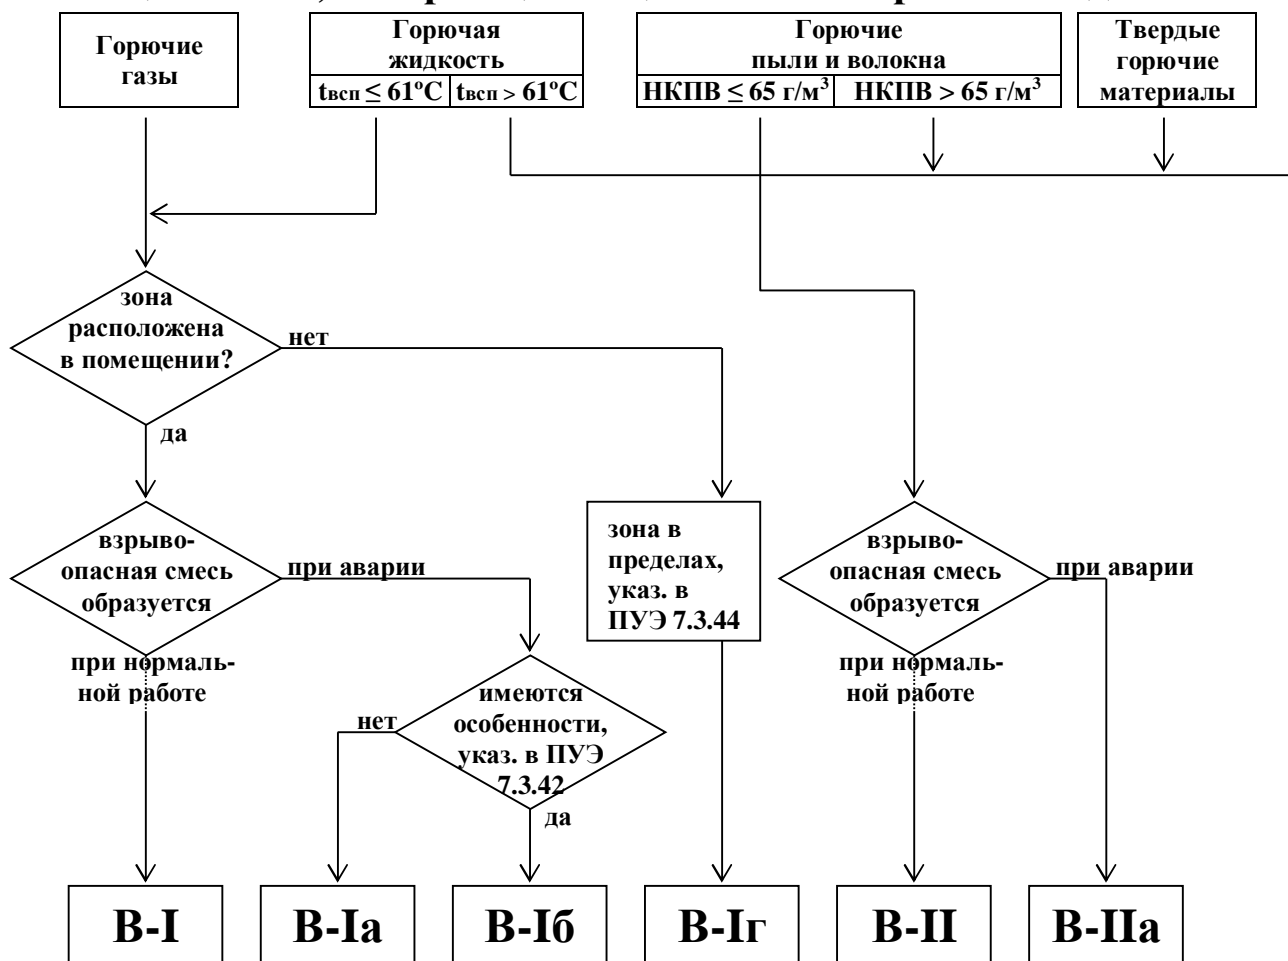 Горючие
газы
Горючая
жидкость
tвсп ≤ 61ºС tвсп > 61ºС
Горючие
пыли и волокна
НКПВ ≤ 65 г/м³ НКПВ > 65 г/м³
Твердые
горючие
материалы
зона
расположена
в помещении?
нет
да
взрыво-
опасная смесь
образуется
при аварии
при нормаль-
ной работе
зона в
пределах,
указ. в
ПУЭ 7.3.44
взрыво-
опасная смесь
образуется
при аварии
при нормаль-
ной работе
имеются
особенности,
указ. в ПУЭ
7.3.42
нет
да
В-I
В-Iа
В-Iб
В-Iг
В-II
В-IIа